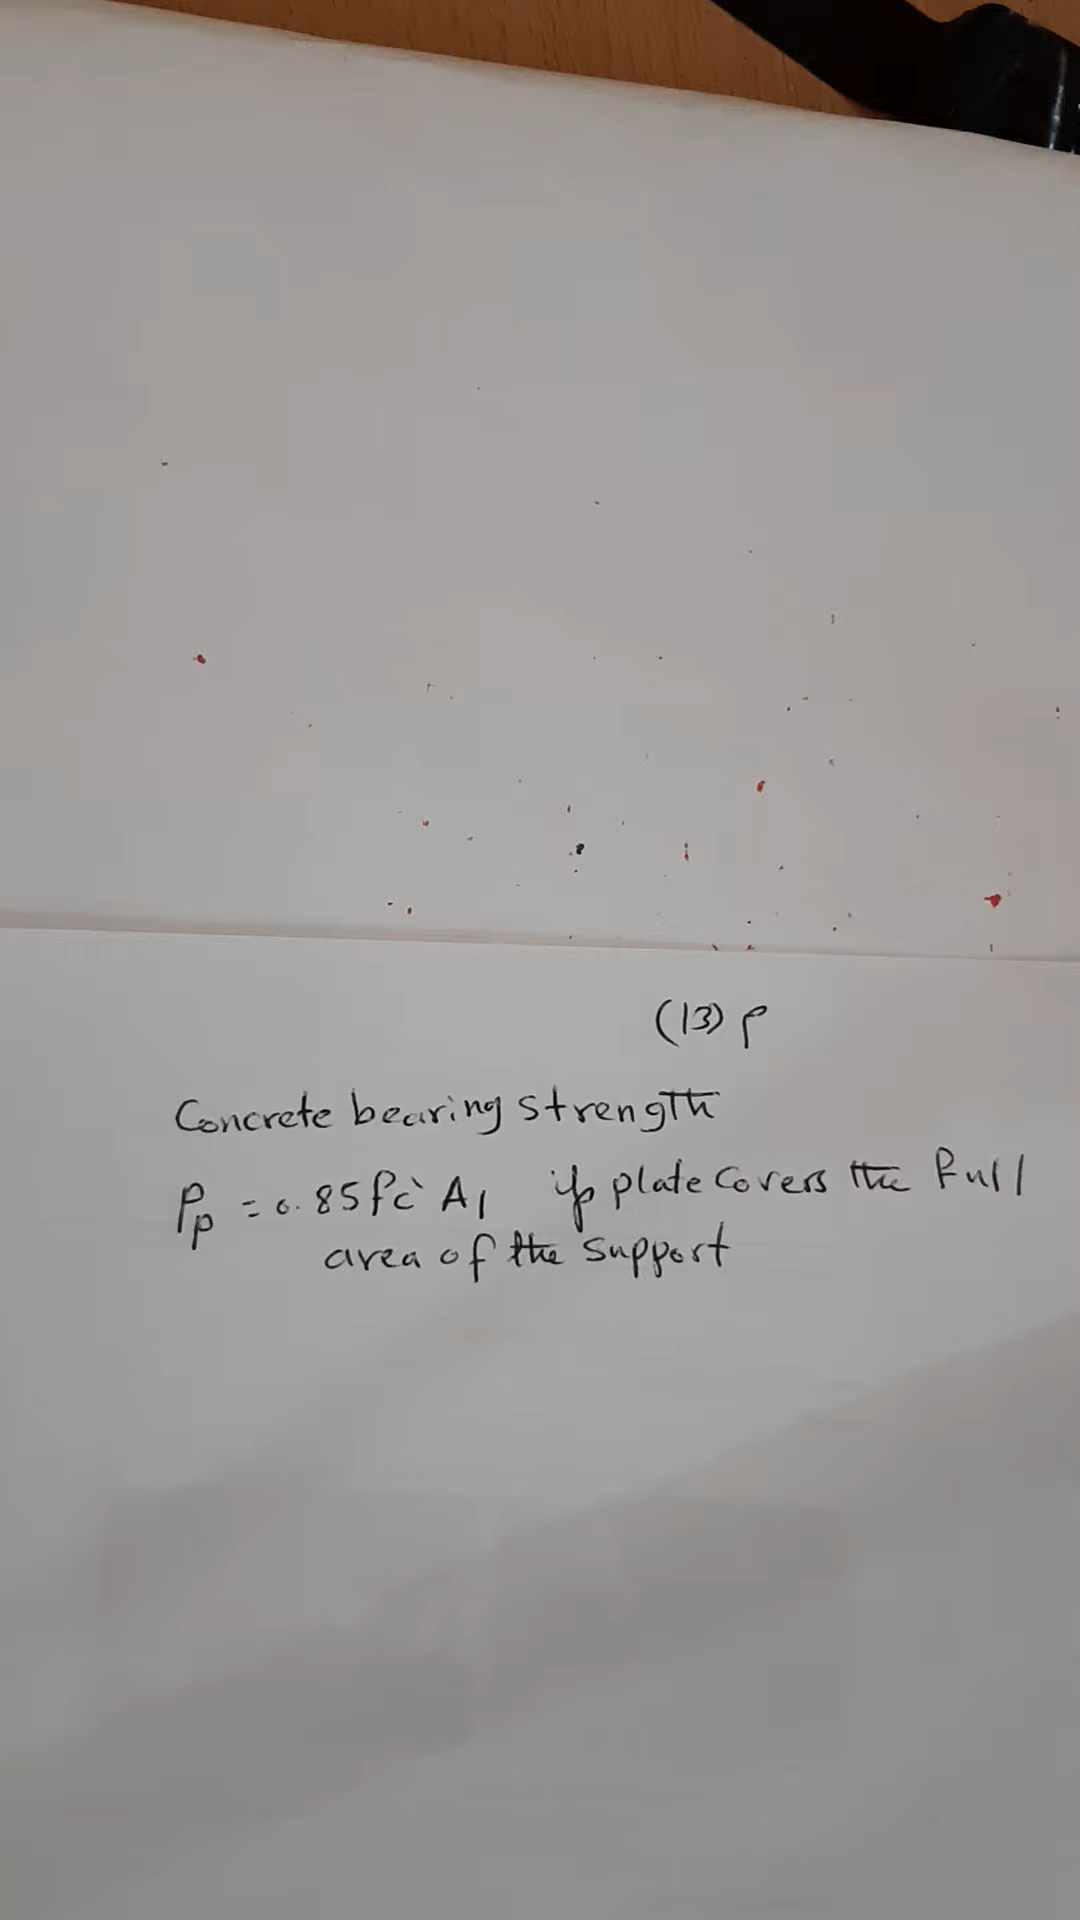 (13) P
Concrete bearing strength
Pp = 0.85 fc' A1 if plate covers the full
area of the support